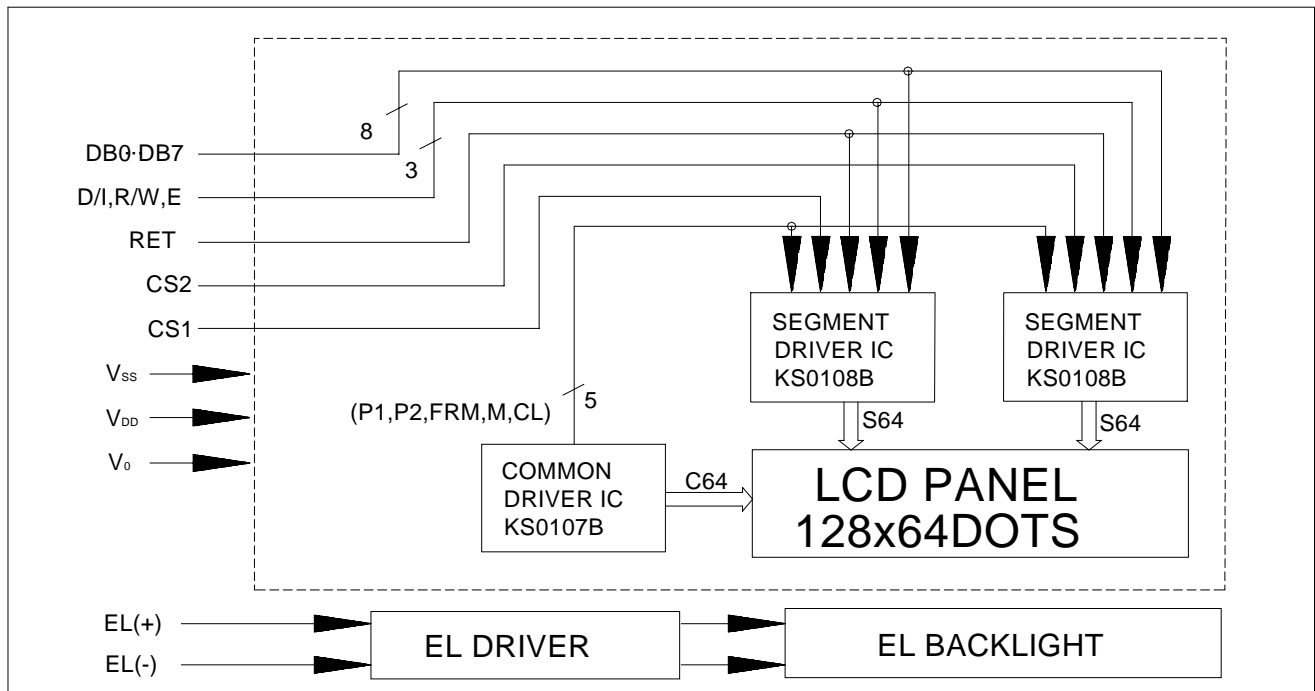 8
DB0·DB7
3
D/I,R/W,E
RET
CS2
CS1
VSS
VDD
V0
(P1,P2,FRM,M,CL)
5
SEGMENT
DRIVER IC
KS0108B
SEGMENT
DRIVER IC
KS0108B
S64
S64
COMMON
DRIVER IC
KS0107B
C64
LCD PANEL
128x64DOTS
EL(+)
EL(-)
EL DRIVER
EL BACKLIGHT